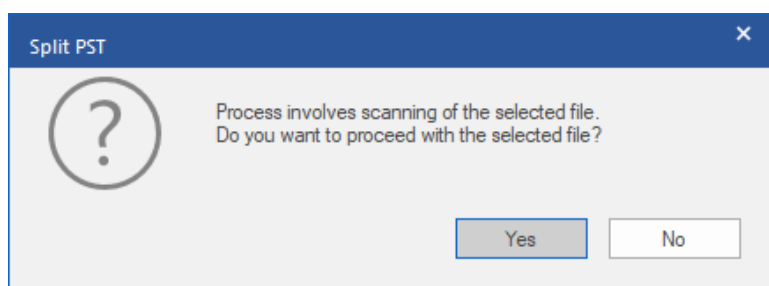 Split PST
Process involves scanning of the selected file.
Do you want to proceed with the selected file?
Yes
No